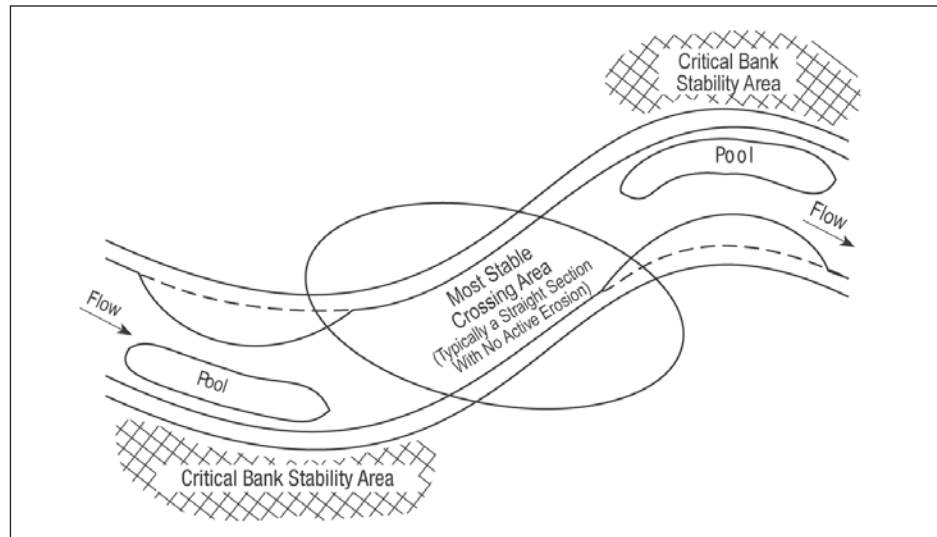 Critical Bank
Stability Area
Pool
Flow
Most Stable
Crossing Area
(Typically a Straight Section
With No Active Erosion)
Flow
Pool
Critical Bank Stability Area